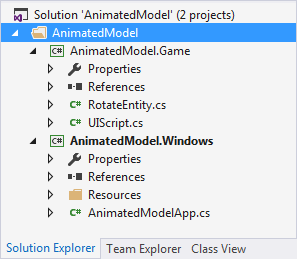 Solution 'AnimatedModel' (2 projects)
AnimatedModel
C# AnimatedModel.Game
Properties
References
C# RotateEntity.cs
C# UIScript.cs
C# AnimatedModel.Windows
Properties
References
Resources
C# AnimatedModelApp.cs
Solution Explorer Team Explorer Class View